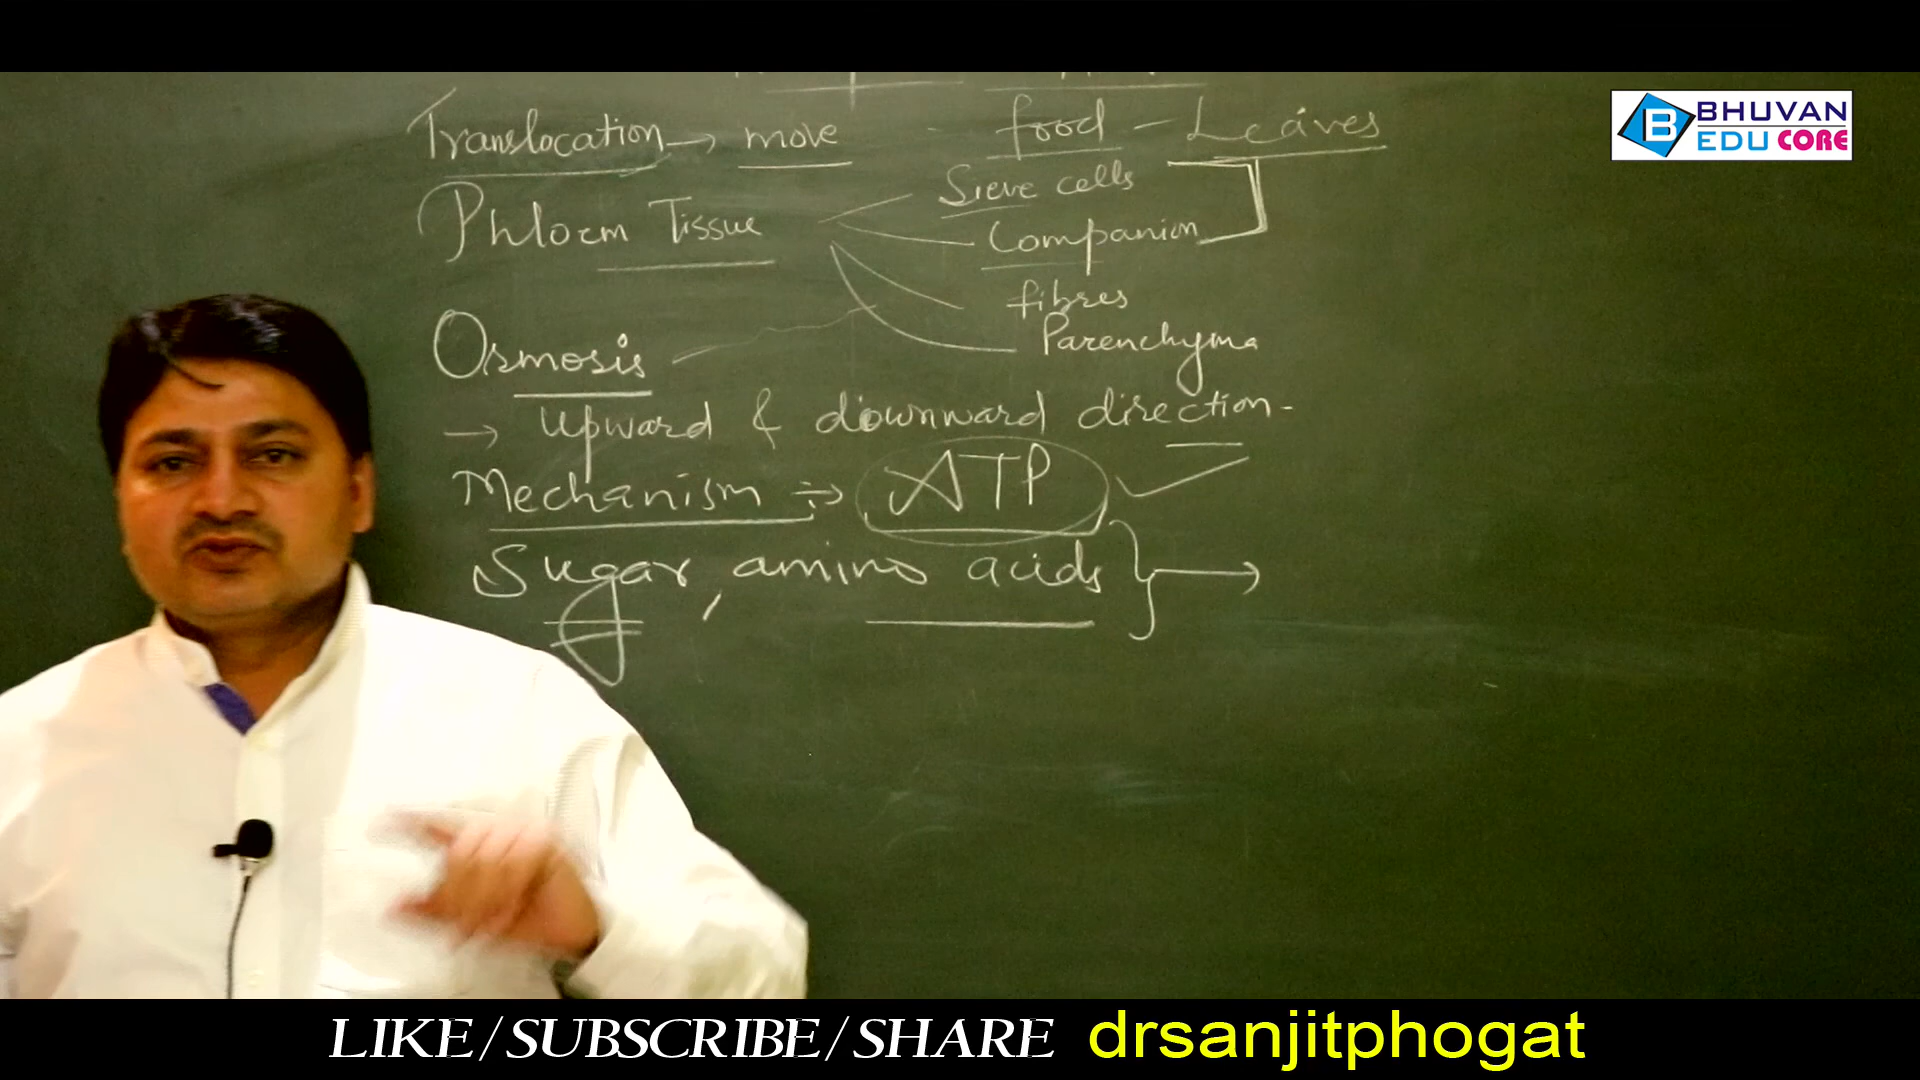 BHUVAN
EDU CORE
B
Translocation → move - food - Leaves
Phloem Tissue
Sieve cells
Companion
fibres
Parenchyma
Osmosis
→ Upward & downward direction-
Mechanism ÷→ ATP ✓
Sugar, amino acids } →
LIKE/SUBSCRIBE/SHARE drsanjitphogat